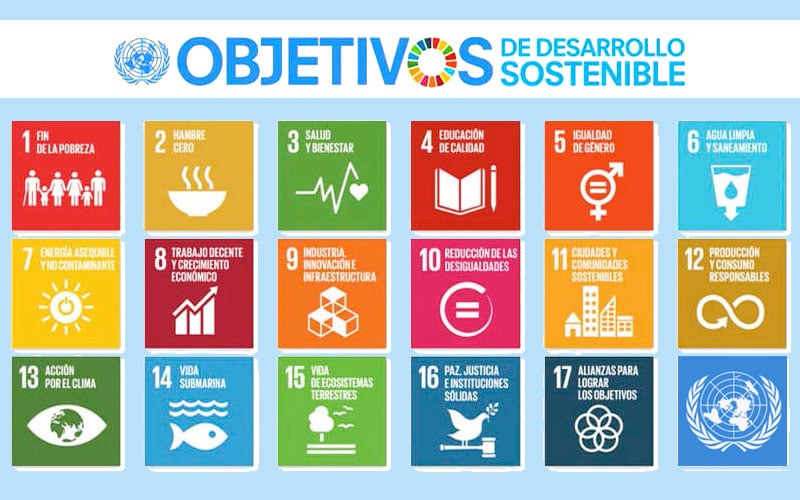 OBJETIVOS
DE DESARROLLO
SOSTENIBLE
1 FIN
DE LA POBREZA
2 HAMBRE
CERO
3 SALUD
Y BIENESTAR
4 EDUCACIÓN
DE CALIDAD
5 IGUALDAD
DE GÉNERO
6 AGUA LIMPIA
Y SANEAMIENTO
7 ENERGÍA ASEQUIBLE
Y NO CONTAMINANTE
8 TRABAJO DECENTE
Y CRECIMIENTO
ECONÓMICO
9 INDUSTRIA,
INNOVACIÓN E
INFRAESTRUCTURA
10 REDUCCIÓN DE LAS
DESIGUALDADES
11 CIUDADES Y
COMUNIDADES
SOSTENIBLES
12 PRODUCCIÓN
Y CONSUMO
RESPONSABLES
13 ACCIÓN
POR EL CLIMA
14 VIDA
SUBMARINA
15 VIDA
DE ECOSISTEMAS
TERRESTRES
16 PAZ, JUSTICIA
E INSTITUCIONES
SÓLIDAS
17 ALIANZAS PARA
LOGRAR
LOS OBJETIVOS